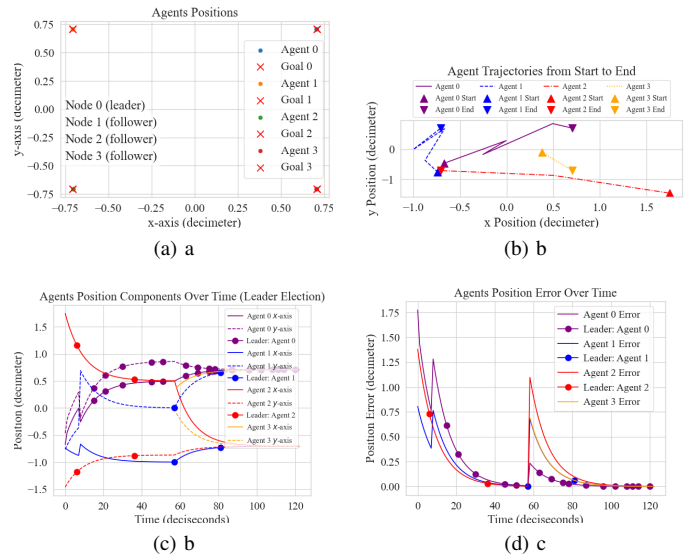 Agents Positions
0.75
0.50
0.25
0.00
−0.25
−0.50
−0.75
y-axis (decimeter)
Node 0 (leader)
Node 1 (follower)
Node 2 (follower)
Node 3 (follower)
Agent 0
Goal 0
Agent 1
Goal 1
Agent 2
Goal 2
Agent 3
Goal 3
−0.75 −0.50 −0.25 0.00 0.25 0.50 0.75
x-axis (decimeter)
(a) a
Agent Trajectories from Start to End
Agent 0 Agent 1 Agent 2 Agent 3
Agent 0 Start Agent 1 Start Agent 2 Start Agent 3 Start
Agent 0 End Agent 1 End Agent 2 End Agent 3 End
y Position (decimeter)
0
−1
−1.0 −0.5 0.0 0.5 1.0 1.5
x Position (decimeter)
(b) b
Agents Position Components Over Time (Leader Election)
1.5
1.0
0.5
0.0
−0.5
−1.0
−1.5
Position (decimeter)
Agent 0 x-axis
Agent 0 y-axis
Leader: Agent 0
Agent 1 x-axis
Agent 1 y-axis
Leader: Agent 1
Agent 2 x-axis
Agent 2 y-axis
Leader: Agent 2
Agent 3 x-axis
Agent 3 y-axis
0 20 40 60 80 100 120
Time (deciseconds)
(c) b
Agents Position Error Over Time
1.75
1.50
1.25
1.00
0.75
0.50
0.25
0.00
Position Error (decimeter)
Agent 0 Error
Leader: Agent 0
Agent 1 Error
Leader: Agent 1
Agent 2 Error
Leader: Agent 2
Agent 3 Error
0 20 40 60 80 100 120
Time (deciseconds)
(d) c